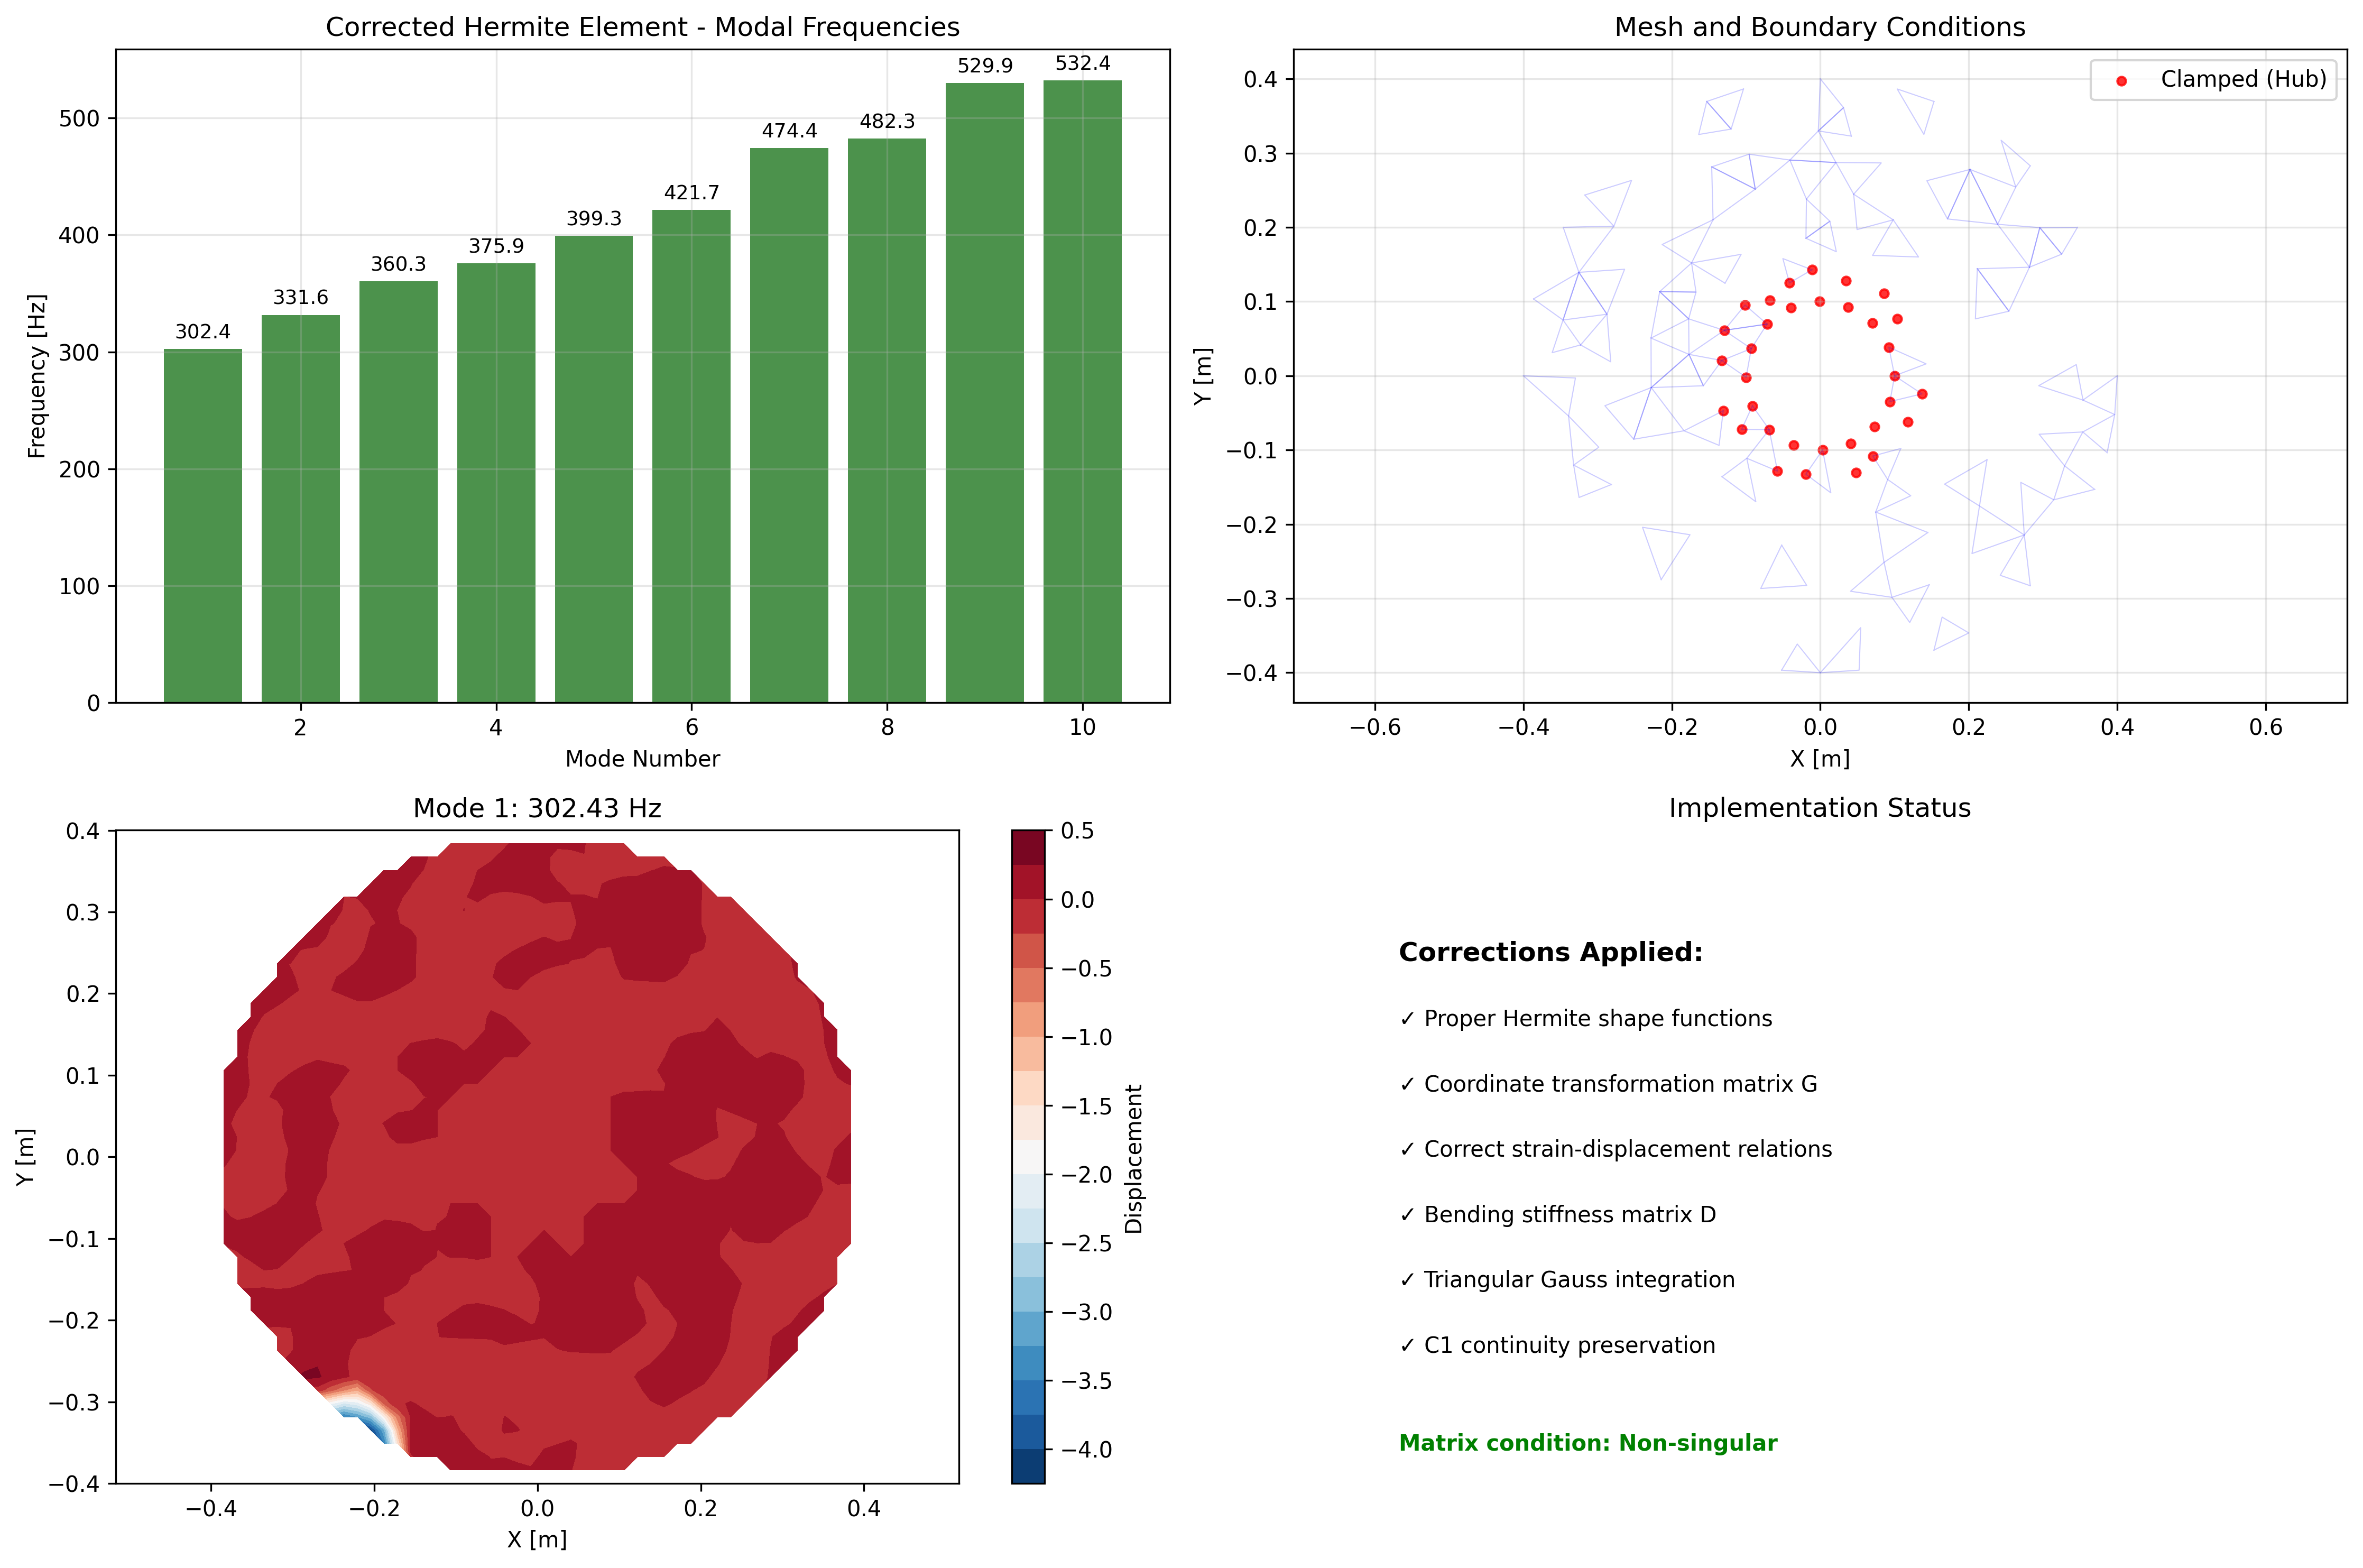 Corrected Hermite Element - Modal Frequencies
Frequency [Hz]
500
400
300
200
100
0
302.4
331.6
360.3
375.9
399.3
421.7
474.4
482.3
529.9
532.4
2 4 6 8 10
Mode Number
Mesh and Boundary Conditions
Clamped (Hub)
Y [m]
0.4
0.3
0.2
0.1
0.0
−0.1
−0.2
−0.3
−0.4
−0.6 −0.4 −0.2 0.0 0.2 0.4 0.6
X [m]
Mode 1: 302.43 Hz
Y [m]
0.4
0.3
0.2
0.1
0.0
−0.1
−0.2
−0.3
−0.4
−0.4 −0.2 0.0 0.2 0.4
X [m]
0.5
0.0
−0.5
−1.0
−1.5
−2.0
−2.5
−3.0
−3.5
−4.0
Displacement
Implementation Status
Corrections Applied:
✓ Proper Hermite shape functions
✓ Coordinate transformation matrix G
✓ Correct strain-displacement relations
✓ Bending stiffness matrix D
✓ Triangular Gauss integration
✓ C1 continuity preservation
Matrix condition: Non-singular